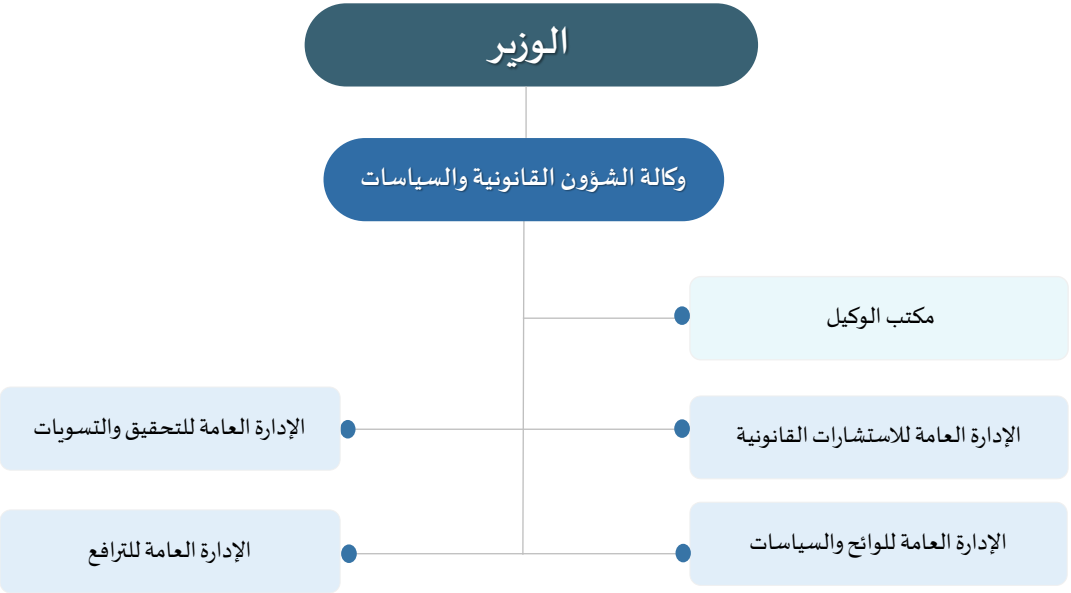 الوزير
وكالة الشؤون القانونية والسياسات
مكتب الوكيل
الإدارة العامة للاستشارات القانونية
الإدارة العامة للتحقيق والتسويات
الإدارة العامة للوائح والسياسات
الإدارة العامة للترافع